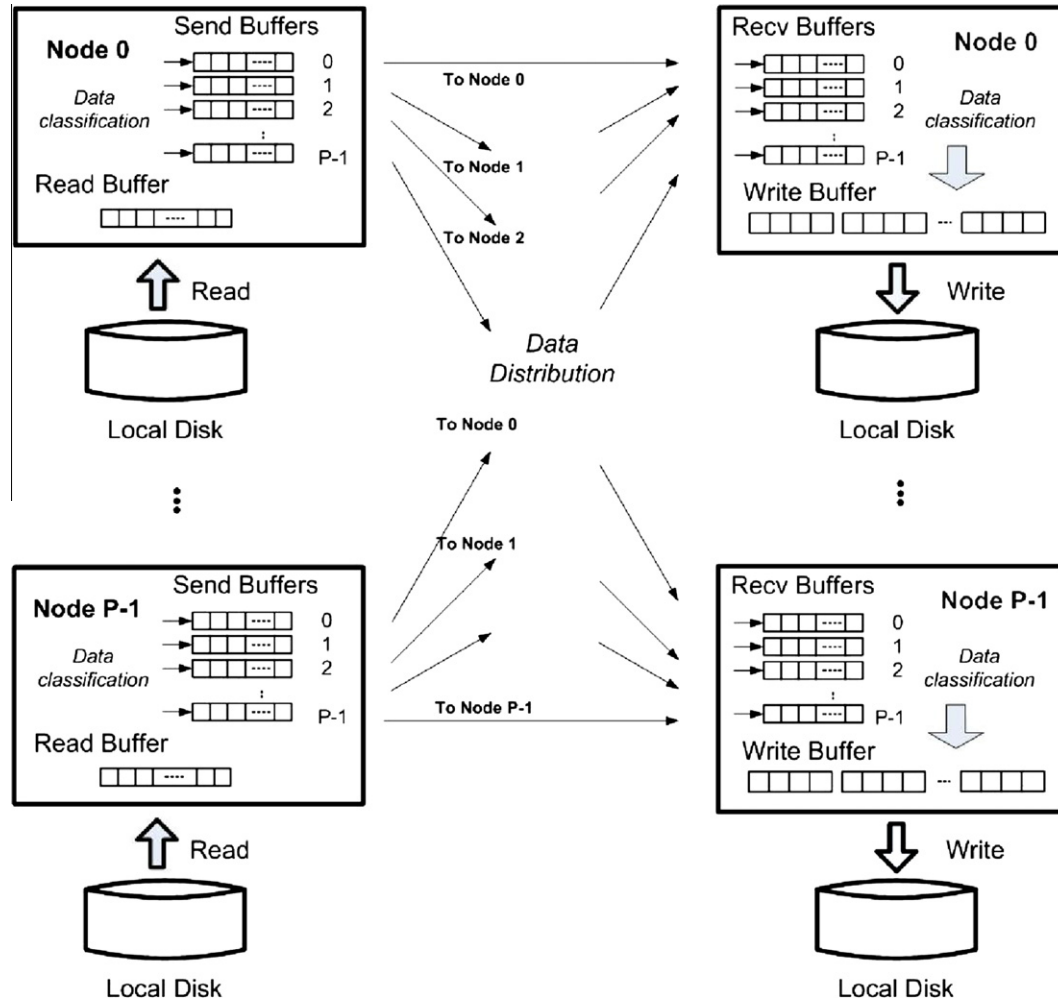 Send Buffers
Node 0
0
1
Data
classification
2
:
P-1
Read Buffer
Read
Local Disk
To Node 0
To Node 1
To Node 2
Data
Distribution
Recv Buffers
Node 0
0
1
2
Data
classification
:
P-1
Write Buffer
Write
Local Disk
Send Buffers
Node P-1
0
1
Data
classification
2
:
P-1
Read Buffer
Read
Local Disk
To Node 0
To Node 1
To Node P-1
Recv Buffers
Node P-1
0
1
2
Data
classification
:
P-1
Write Buffer
Write
Local Disk